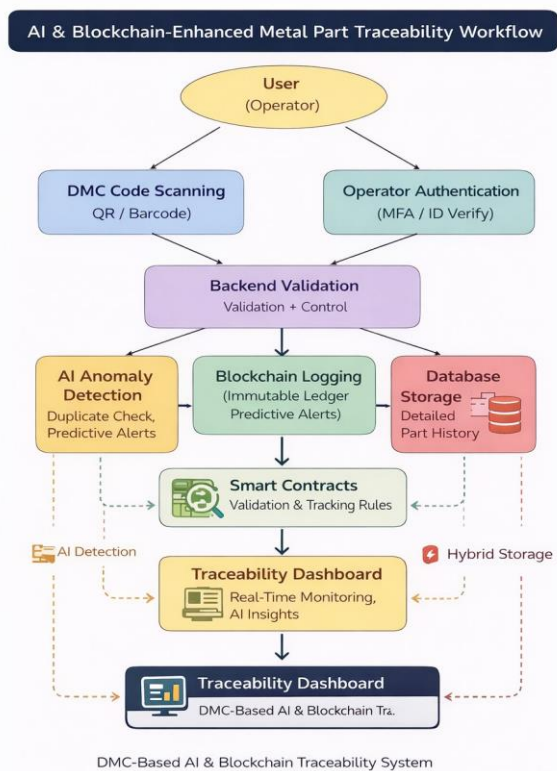 AI & Blockchain-Enhanced Metal Part Traceability Workflow
User
(Operator)
DMC Code Scanning
QR / Barcode)
Operator Authentication
(MFA / ID Verify)
Backend Validation
Validation + Control
AI Anomaly
Detection
Duplicate Check,
Predictive Alerts
Blockchain Logging
(Immutable Ledger
Predictive Alerts)
Database
Storage
Detailed
Part History
Smart Contracts
Validation & Tracking Rules
AI Detection
Hybrid Storage
Traceability Dashboard
Real-Time Monitoring,
AI Insights
Traceability Dashboard
DMC-Based AI & Blockchain Tra.
DMC-Based AI & Blockchain Traceability System